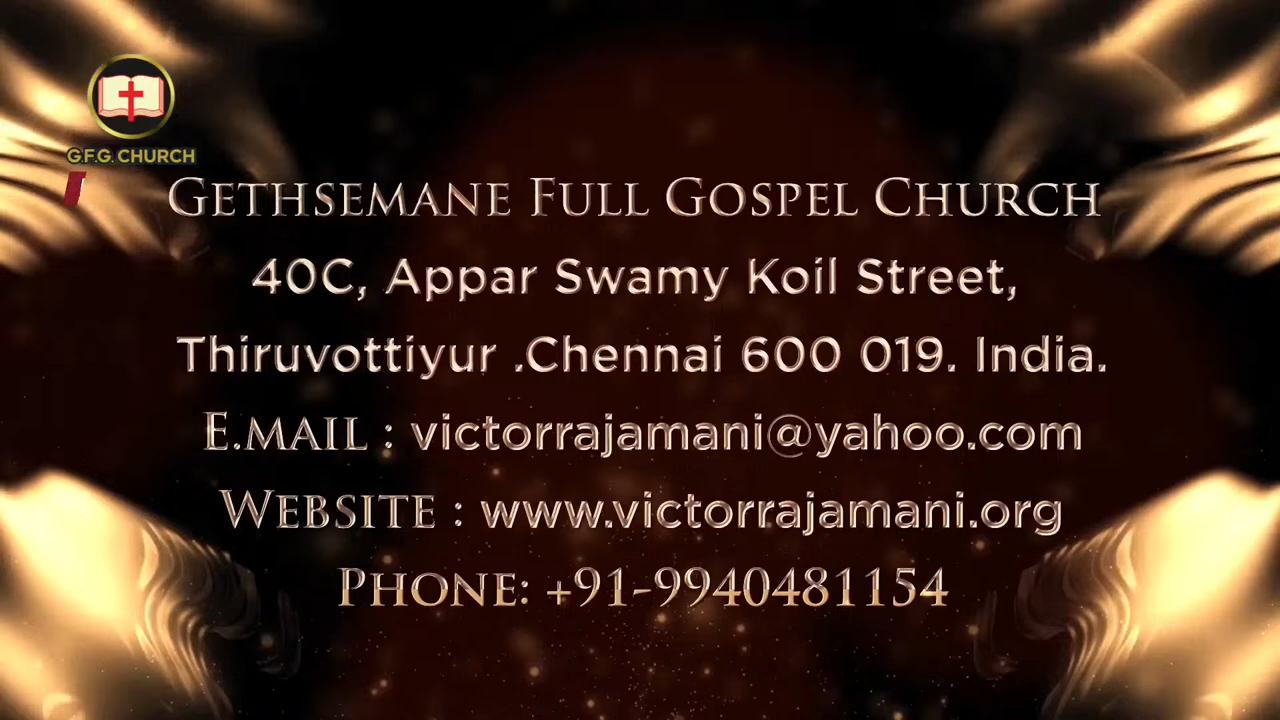 G.F.G. CHURCH
GETHSEMANE FULL GOSPEL CHURCH
40C, Appar Swamy Koil Street,
Thiruvottiyur .Chennai 600 019. India.
E.MAIL : victorrajamani@yahoo.com
WEBSITE : www.victorrajamani.org
PHONE: +91-9940481154